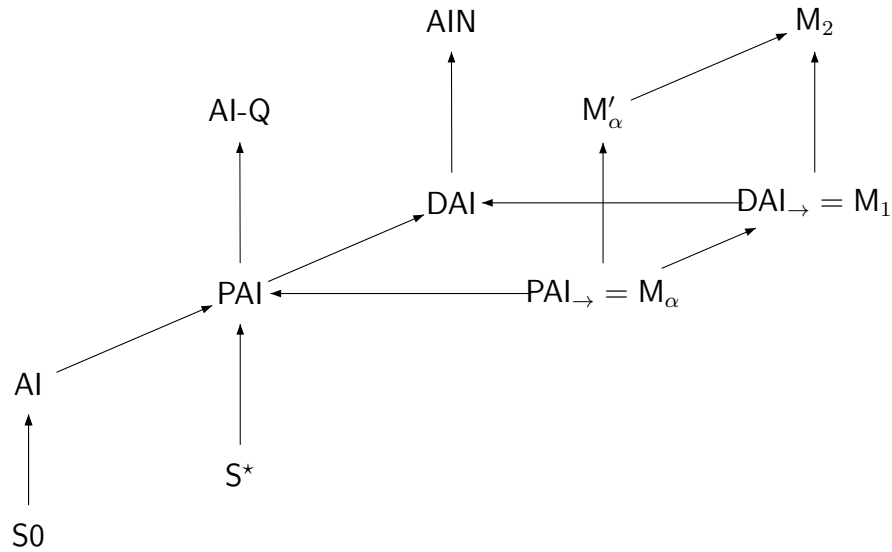 AIN M₂
AI-Q M′α
DAI DAI→ = M₁
PAI PAI→ = Mα
AI
S⋆
S0